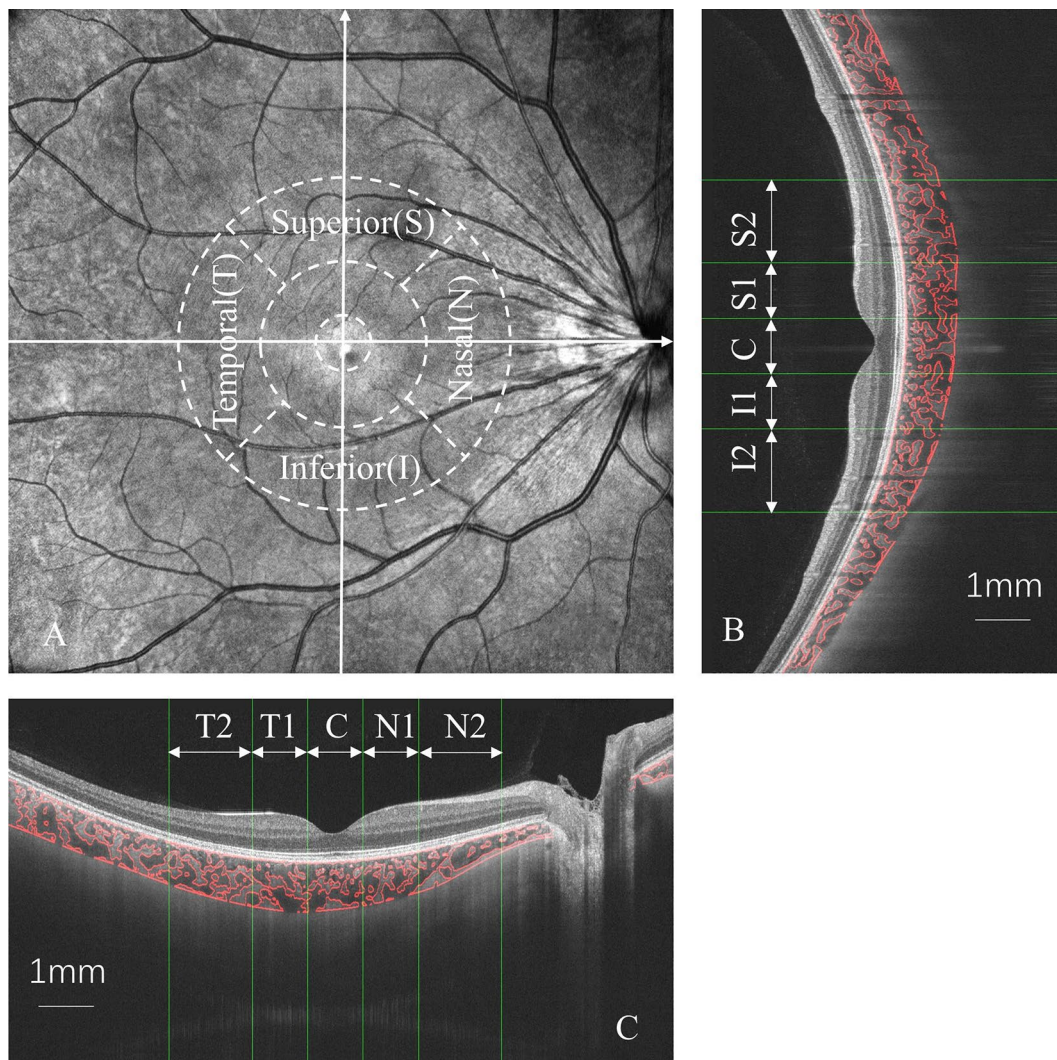 Superior(S)
Temporal(T)
Nasal(N)
Inferior(I)
A
S2
S1
C
I1
I2
1mm
B
T2 T1 C N1 N2
1mm
C